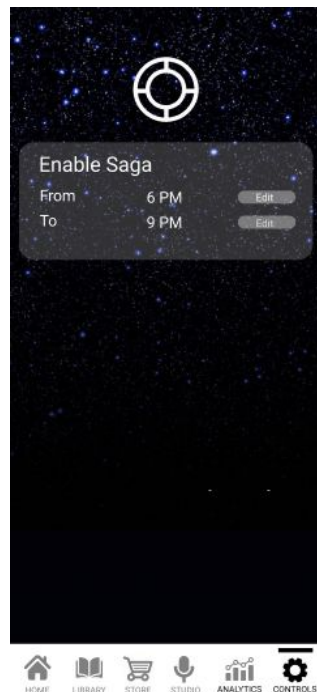 Enable Saga
From 6 PM Edit
To 9 PM Edit
HOME LIBRARY STORE STUDIO ANALYTICS CONTROLS